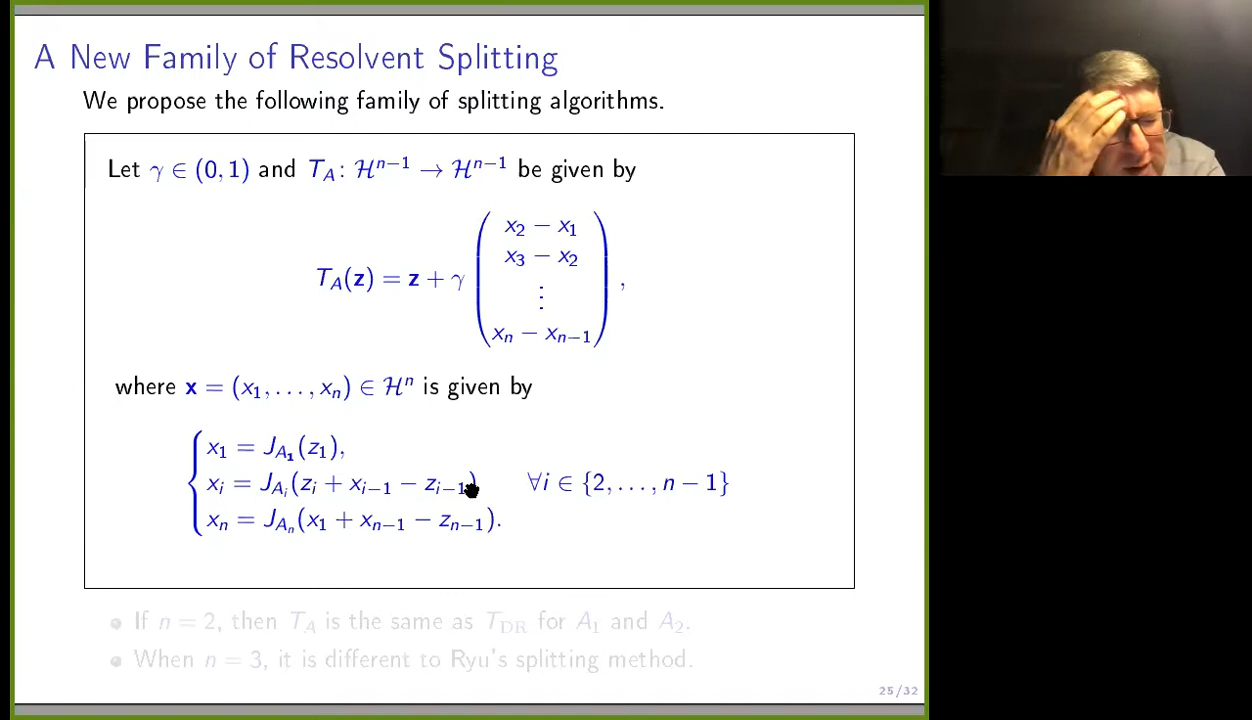 A New Family of Resolvent Splitting
We propose the following family of splitting algorithms.
Let γ ∈ (0, 1) and T_A : ℋ^{n−1} → ℋ^{n−1} be given by
T_A(𝐳) = 𝐳 + γ
x_2 − x_1
x_3 − x_2
⋮
x_n − x_{n−1}
,
where 𝐱 = (x_1, . . . , x_n) ∈ ℋ^n is given by
x_1 = J_{A_1}(z_1),
x_i = J_{A_i}(z_i + x_{i−1} − z_{i−1}) ∀i ∈ {2, . . . , n − 1}
x_n = J_{A_n}(x_1 + x_{n−1} − z_{n−1}).
If n = 2, then T_A is the same as T_DR for A_1 and A_2.
When n = 3, it is different to Ryu's splitting method.
25/32